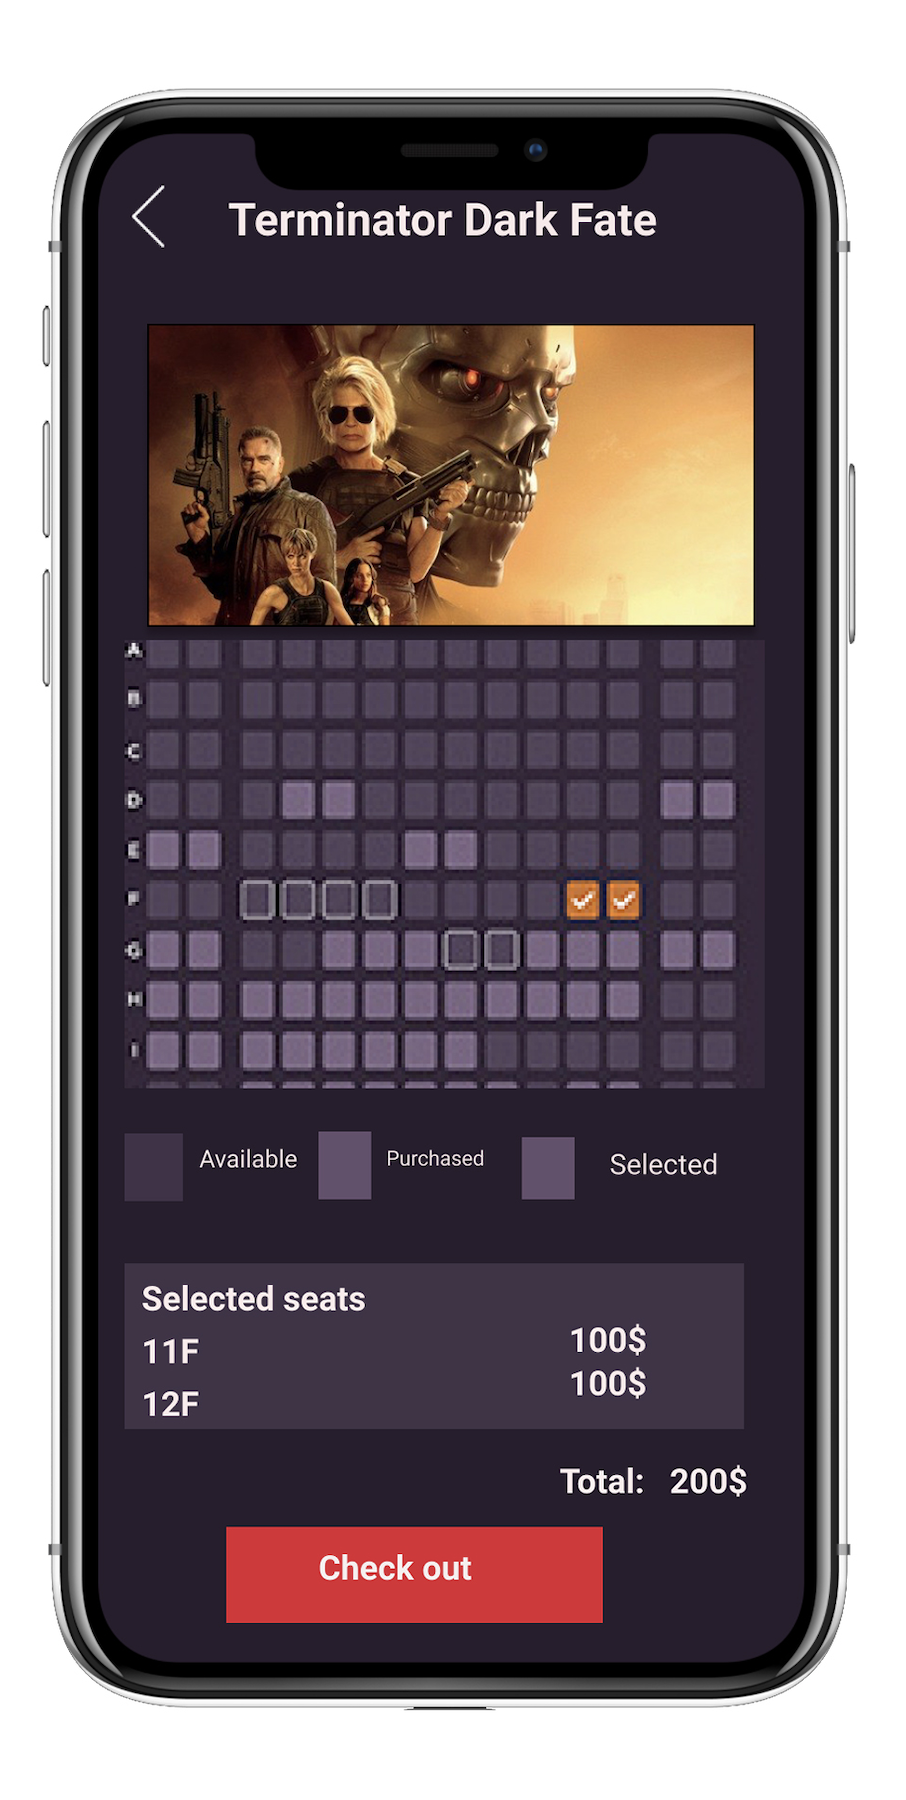 Terminator Dark Fate
A
B
C
D
E
F
G
H
I
Available Purchased Selected
Selected seats
11F 100$
12F 100$
Total: 200$
Check out